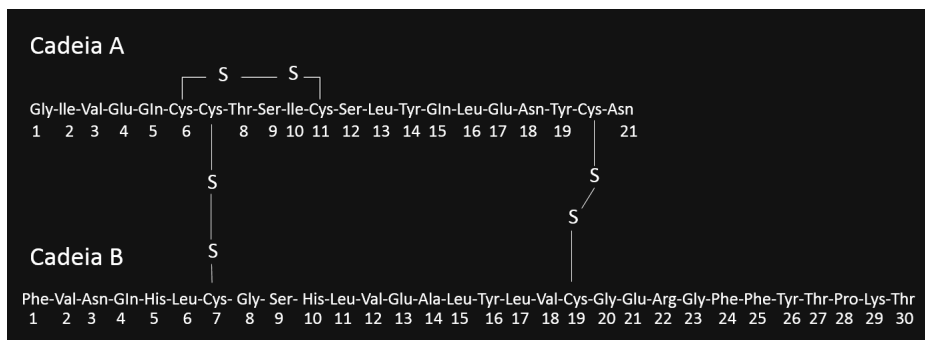 Cadeia A
S S
Gly-Ile-Val-Glu-Gln-Cys-Cys-Thr-Ser-Ile-Cys-Ser-Leu-Tyr-Gln-Leu-Glu-Asn-Tyr-Cys-Asn
1 2 3 4 5 6 8 9 10 11 12 13 14 15 16 17 18 19 21
S S
S
S
Cadeia B
Phe-Val-Asn-Gln-His-Leu-Cys- Gly- Ser- His-Leu-Val-Glu-Ala-Leu-Tyr-Leu-Val-Cys-Gly-Glu-Arg-Gly-Phe-Phe-Tyr-Thr-Pro-Lys-Thr
1 2 3 4 5 6 7 8 9 10 11 12 13 14 15 16 17 18 19 20 21 22 23 24 25 26 27 28 29 30